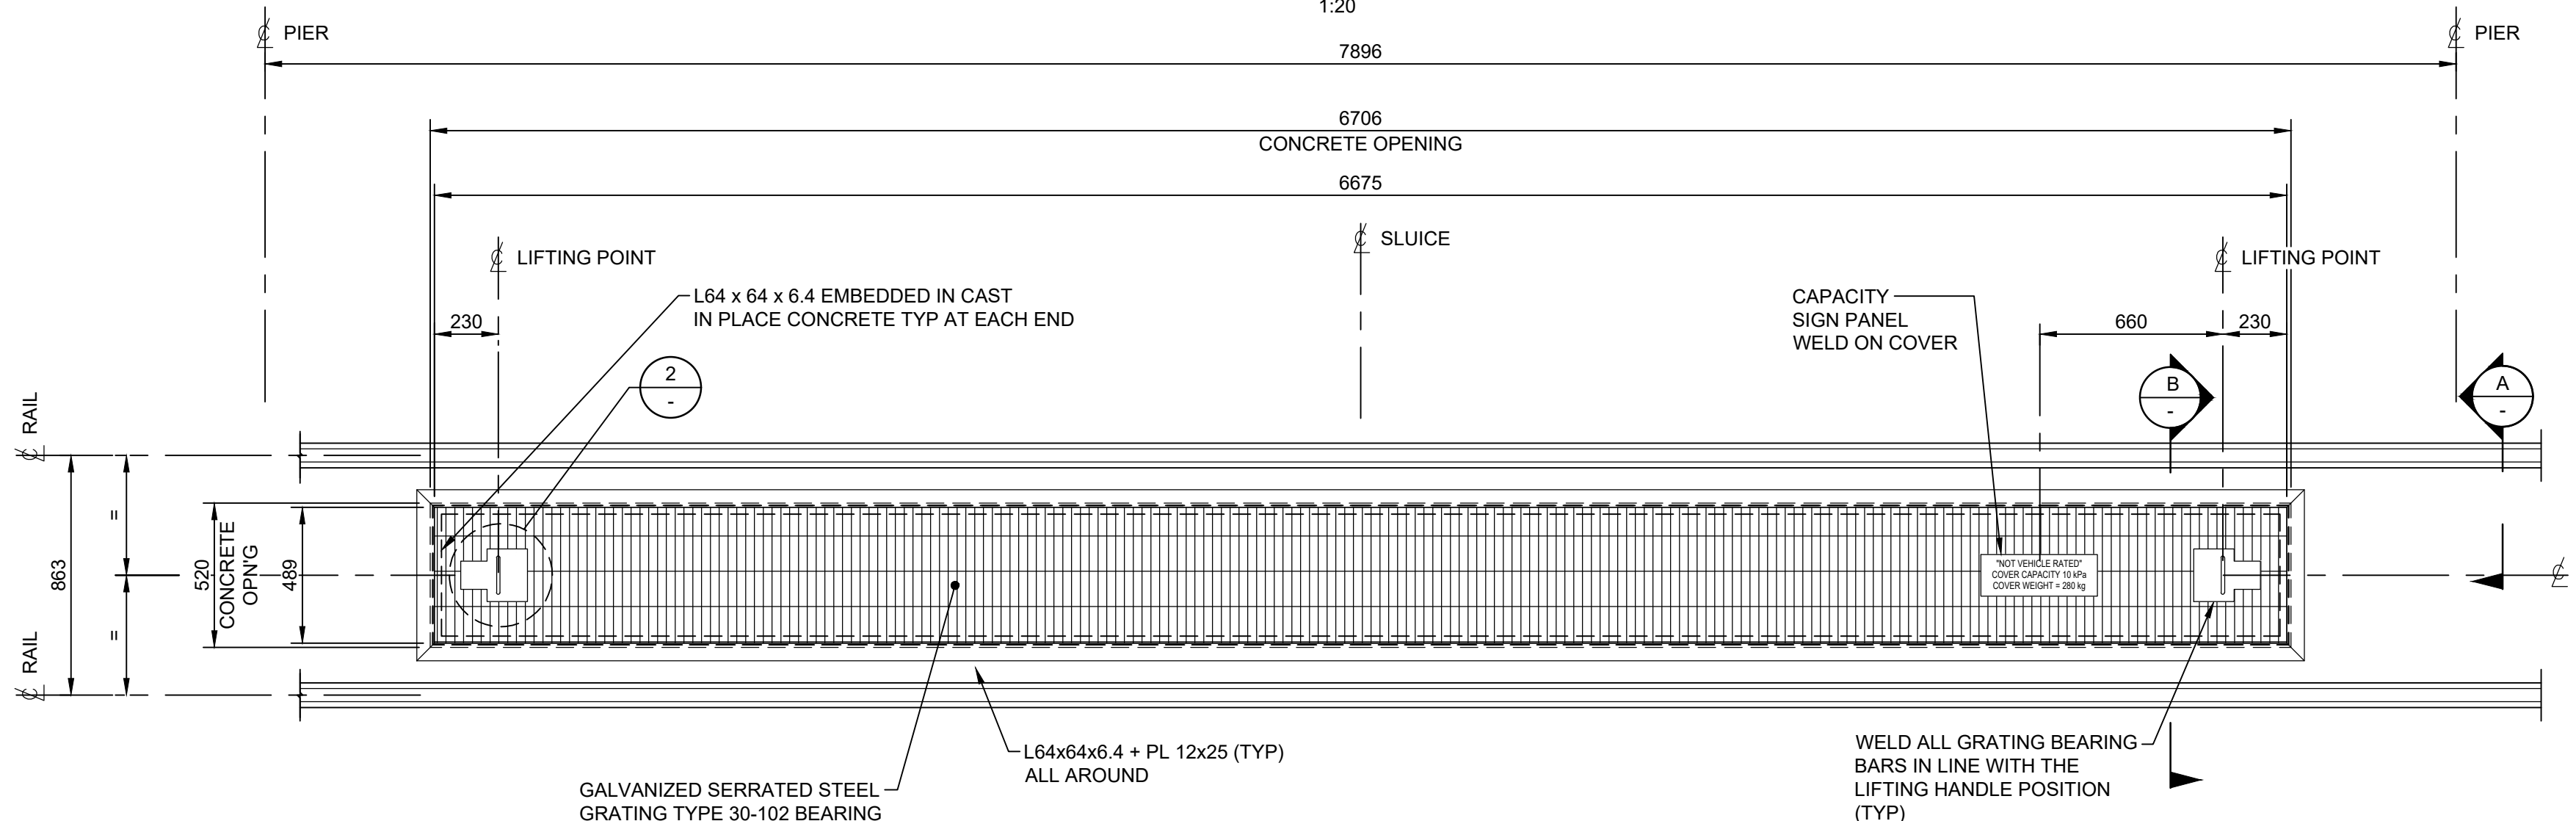 1:20
℄ PIER
℄ PIER
7896
6706
CONCRETE OPENING
6675
℄ SLUICE
℄ LIFTING POINT
℄ LIFTING POINT
L64 x 64 x 6.4 EMBEDDED IN CAST
IN PLACE CONCRETE TYP AT EACH END
CAPACITY
SIGN PANEL
WELD ON COVER
230
660
230
2
-
B
-
A
-
℄ RAIL
863
=
=
520
CONCRETE
OPN'G
489
"NOT VEHICLE RATED"
COVER CAPACITY 10 kPa
COVER WEIGHT = 280 kg
℄
℄ RAIL
L64x64x6.4 + PL 12x25 (TYP)
ALL AROUND
GALVANIZED SERRATED STEEL
GRATING TYPE 30-102 BEARING
WELD ALL GRATING BEARING
BARS IN LINE WITH THE
LIFTING HANDLE POSITION
(TYP)